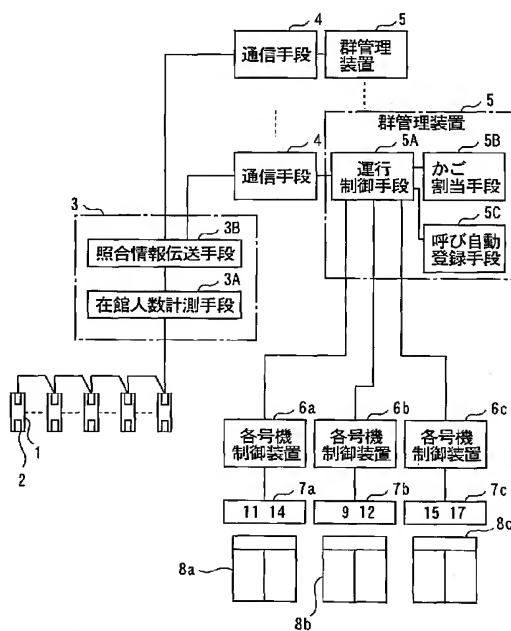 4
5
通信手段
群管理
装置
4
5
群管理装置
5A
5B
通信手段
運行
制御手段
かご
割当手段
5C
呼び自動
登録手段
3
3B
照合情報伝送手段
3A
在館人数計測手段
1
2
6a
6b
6c
各号機
制御装置
各号機
制御装置
各号機
制御装置
7a
7b
7c
11 14
9 12
15 17
8a
8b
8c